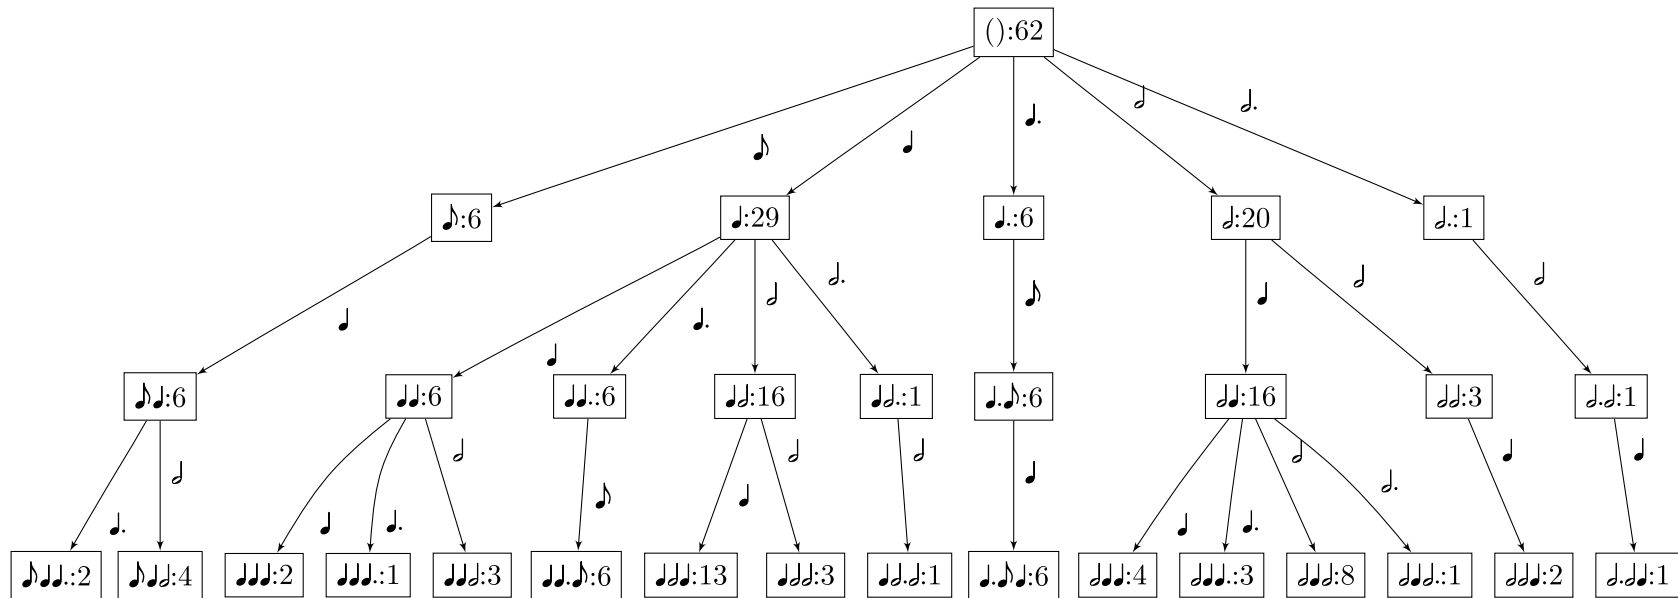 ():62
♪ ♩ ♩. 𝅗𝅥 𝅗𝅥.
♪:6 ♩:29 ♩.:6 𝅗𝅥:20 𝅗𝅥.:1
♩ ♩ ♩. 𝅗𝅥 𝅗𝅥. ♪ ♩ 𝅗𝅥 𝅗𝅥
♪♩:6 ♩♩:6 ♩♩.:6 ♩𝅗𝅥:16 ♩𝅗𝅥.:1 ♩.♪:6 𝅗𝅥♩:16 𝅗𝅥𝅗𝅥:3 𝅗𝅥.𝅗𝅥:1
♩. 𝅗𝅥 ♩ ♩. 𝅗𝅥 ♪ ♩ 𝅗𝅥 𝅗𝅥 ♩ ♩ ♩. 𝅗𝅥 𝅗𝅥. ♩ ♩
♪♩♩.:2 ♪♩𝅗𝅥:4 ♩♩♩:2 ♩♩♩.:1 ♩♩𝅗𝅥:3 ♩♩.♪:6 ♩𝅗𝅥♩:13 ♩𝅗𝅥𝅗𝅥:3 ♩𝅗𝅥.𝅗𝅥:1 ♩.♪♩:6 𝅗𝅥♩♩:4 𝅗𝅥♩♩.:3 𝅗𝅥♩𝅗𝅥:8 𝅗𝅥♩𝅗𝅥.:1 𝅗𝅥𝅗𝅥♩:2 𝅗𝅥.𝅗𝅥♩:1